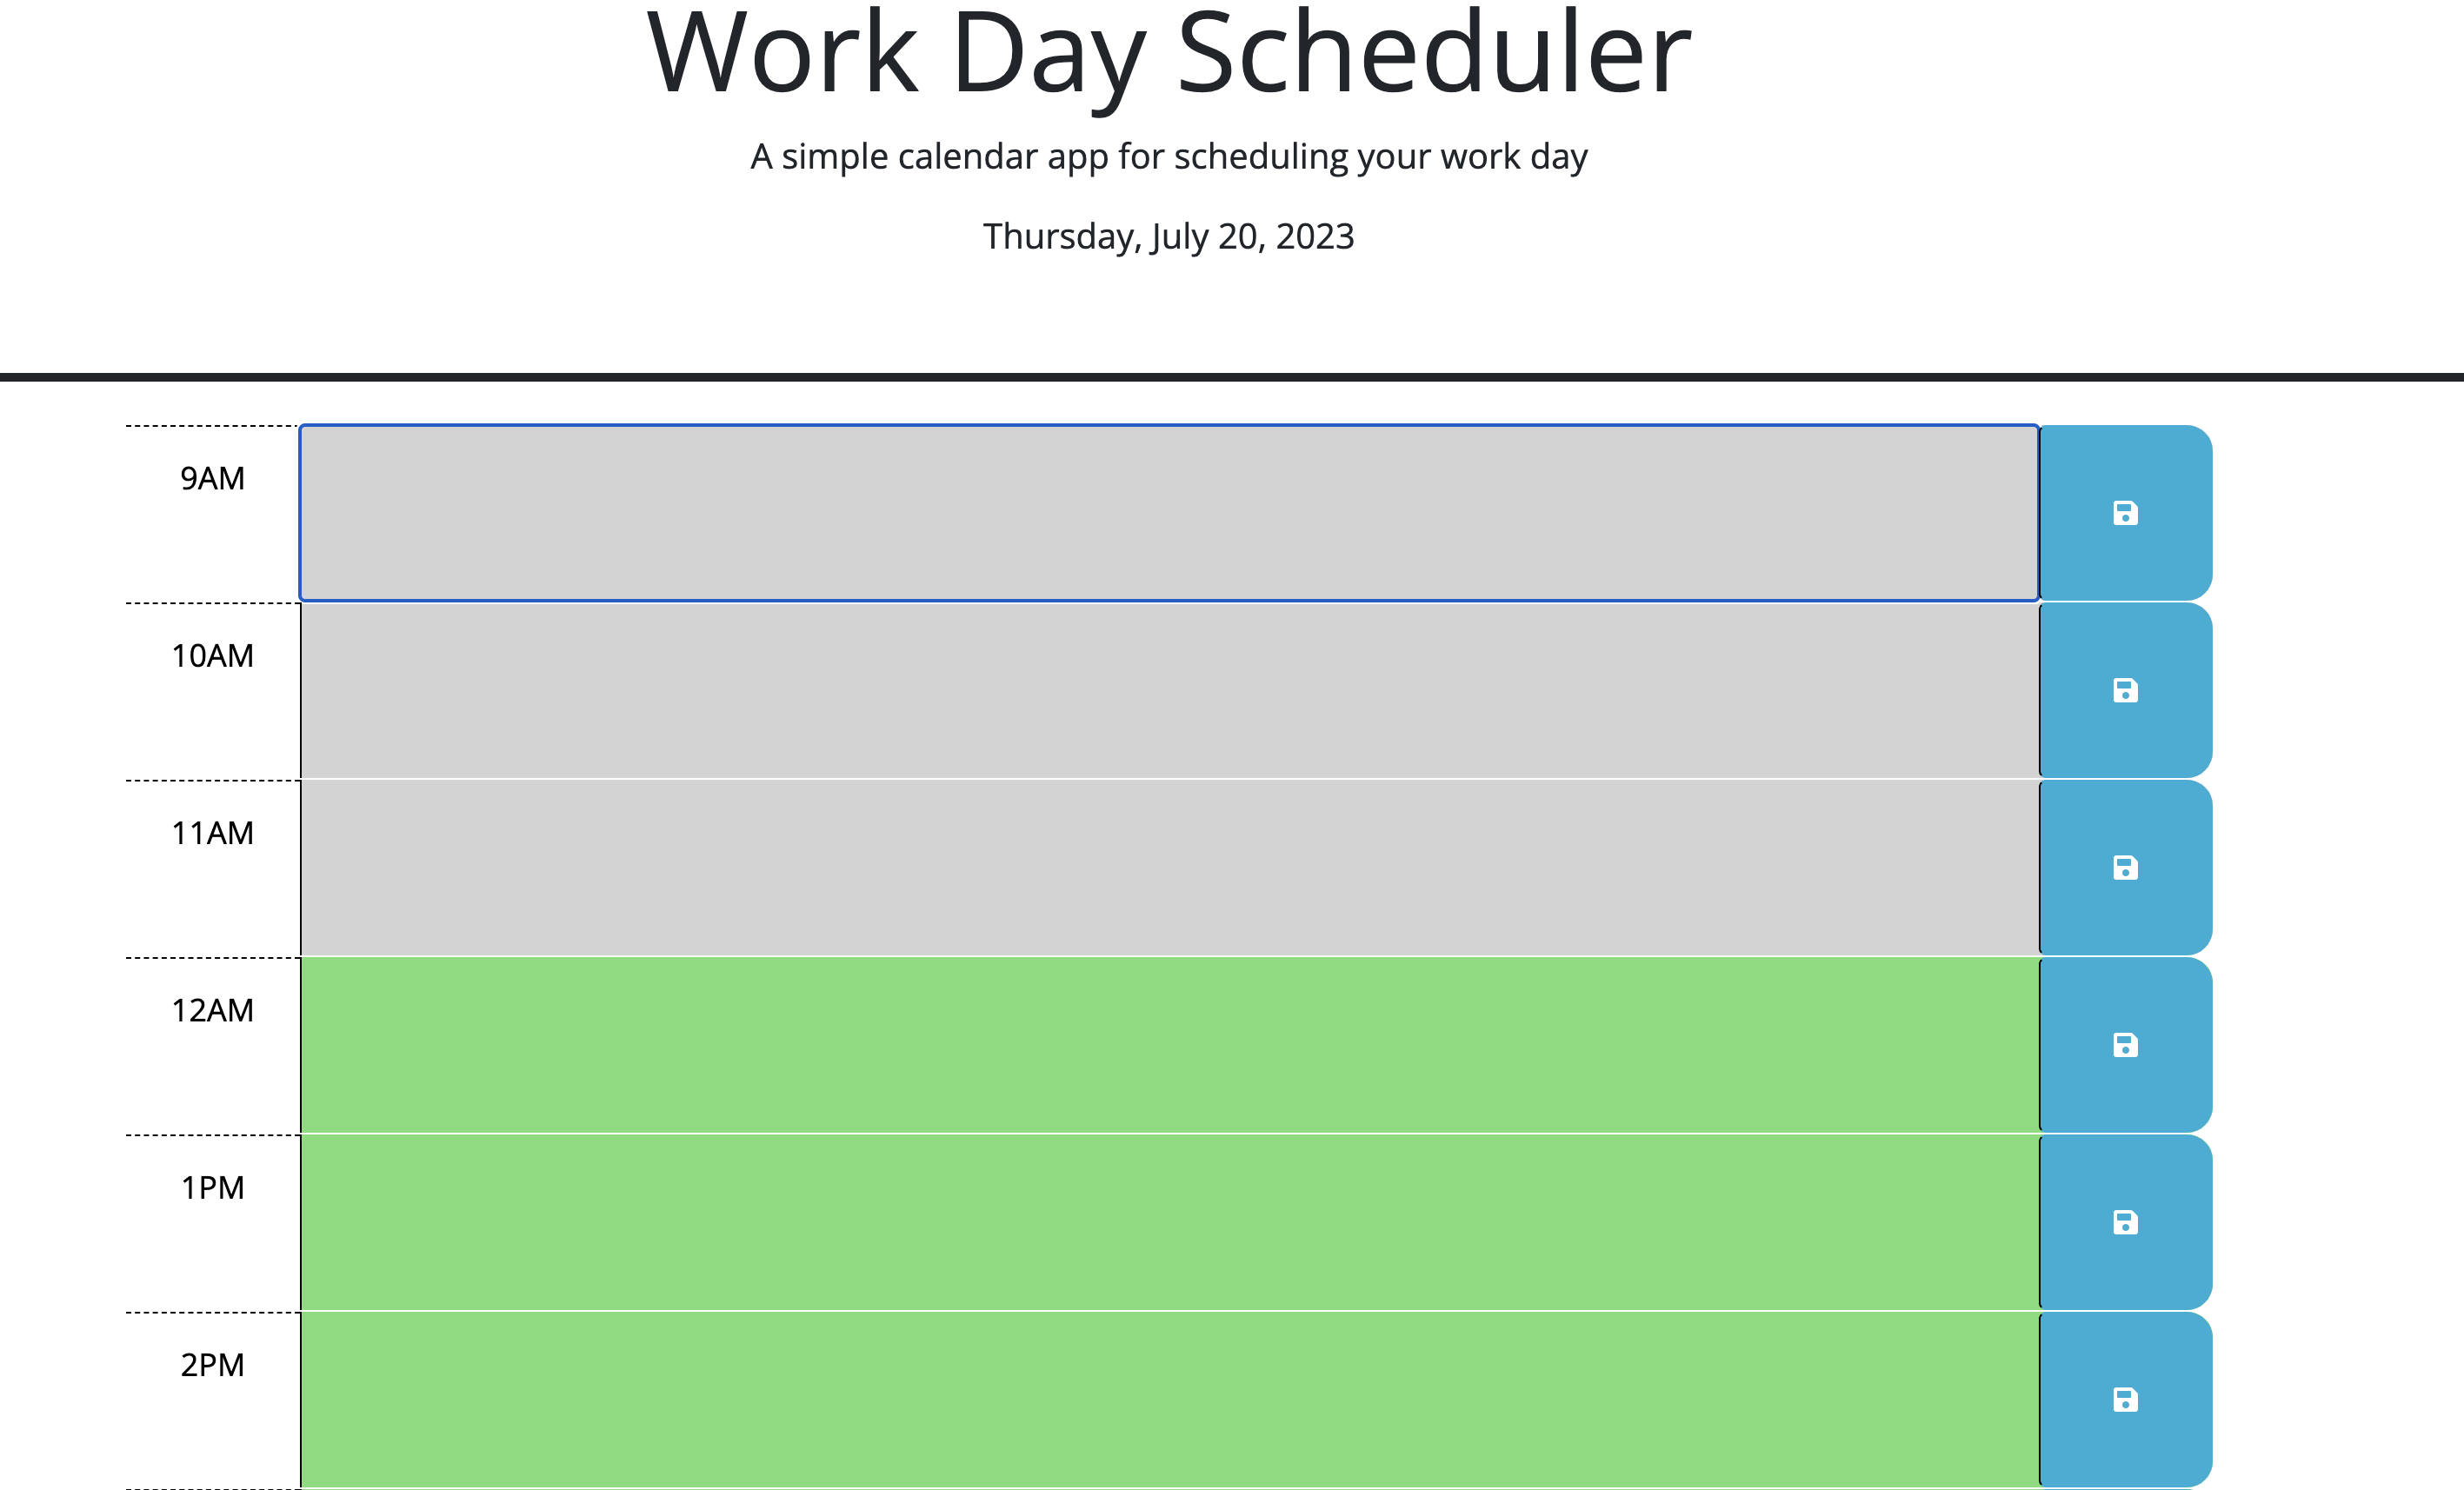 Work Day Scheduler
A simple calendar app for scheduling your work day
Thursday, July 20, 2023
9AM
10AM
11AM
12AM
1PM
2PM